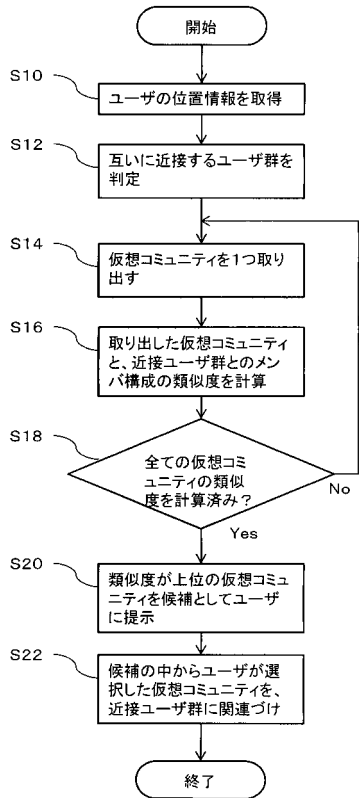 開始
S10
ユーザの位置情報を取得
S12
互いに近接するユーザ群を
判定
S14
仮想コミュニティを1つ取り
出す
S16
取り出した仮想コミュニティ
と、近接ユーザ群とのメン
バ構成の類似度を計算
S18
全ての仮想コミ
ュニティの類似
度を計算済み？
No
Yes
S20
類似度が上位の仮想コミュ
ニティを候補としてユーザ
に提示
S22
候補の中からユーザが選
択した仮想コミュニティを、
近接ユーザ群に関連づけ
終了